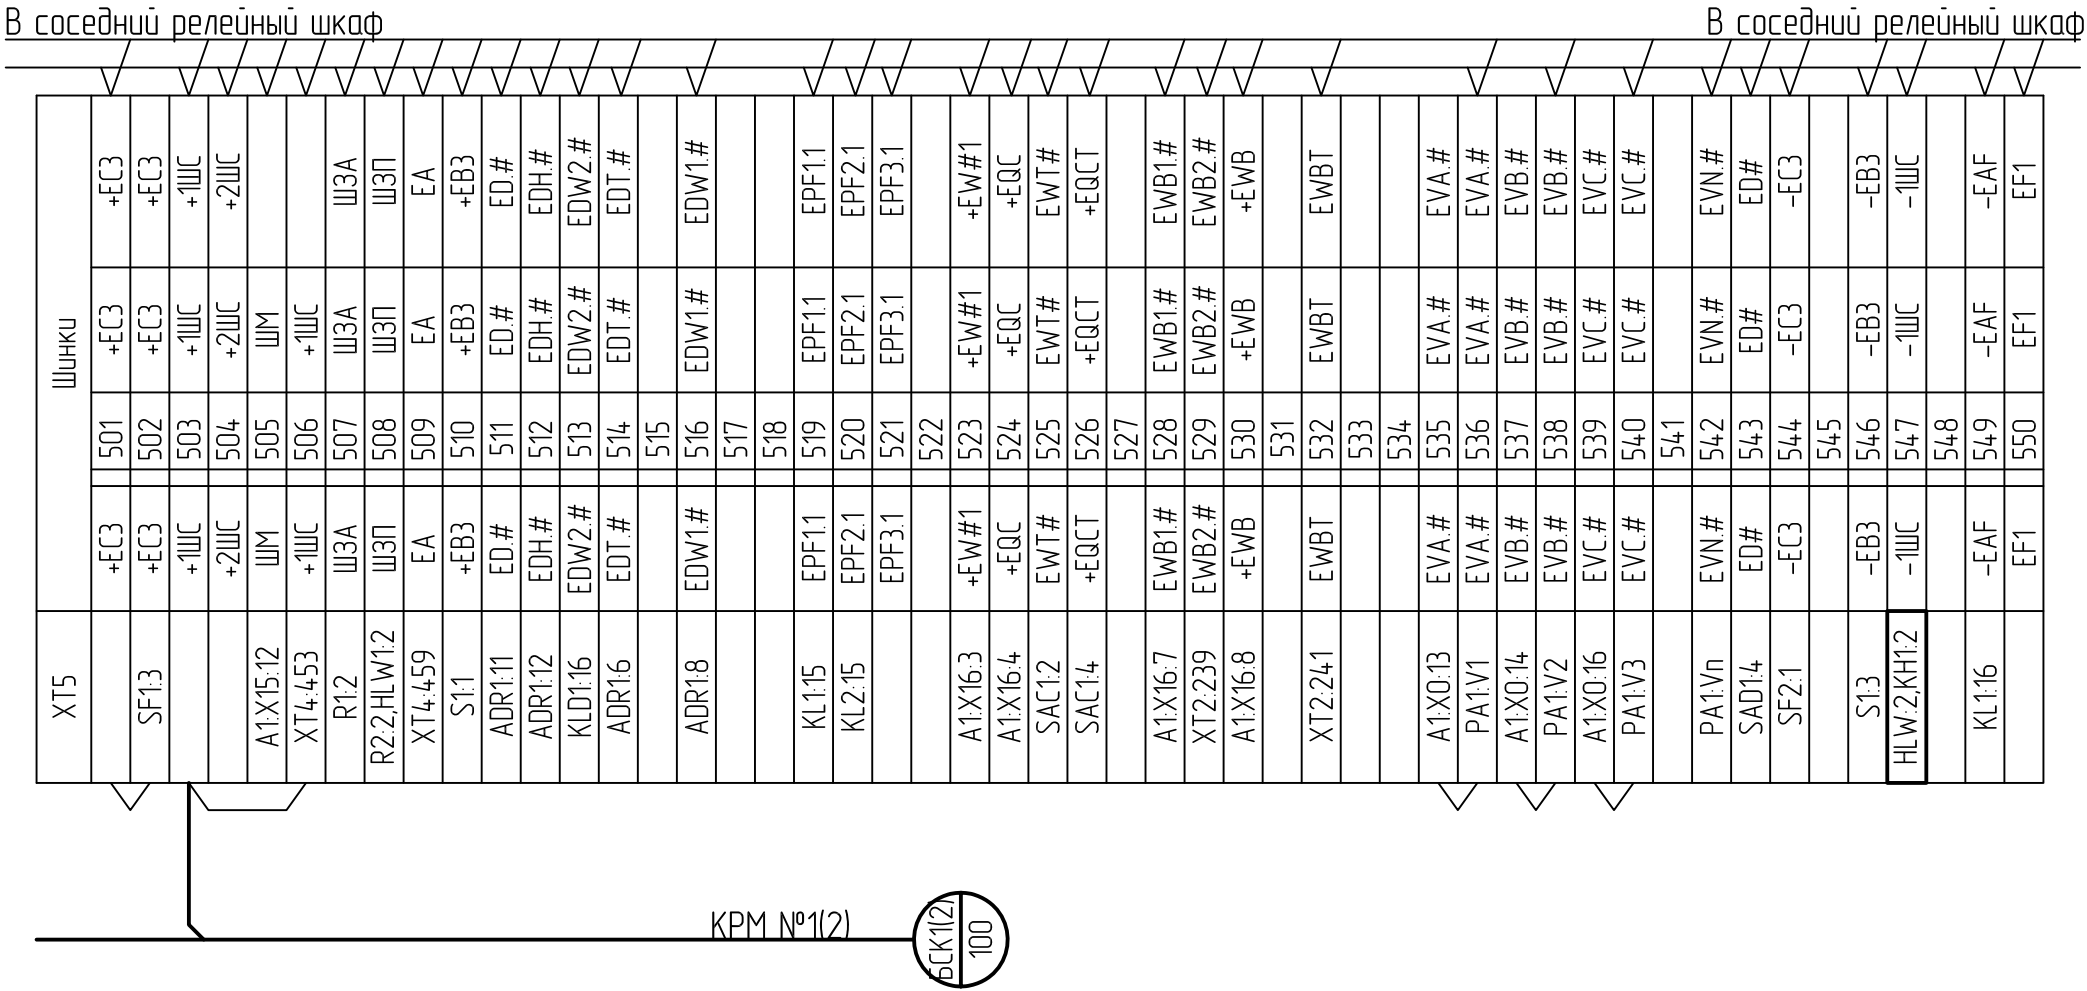 В соседний релейный шкаф
В соседний релейный шкаф
Шинки
+EC3 +EC3 +1ШС +2ШС ШЗА ШЗП EA +EB3 ED.# EDH.# EDW2.# EDT.# EDW1.# EPF1.1 EPF2.1 EPF3.1 +EW#1 +EQC EWT# +EQCT EWB1.# EWB2.# +EWB EWBT EVA.# EVA.# EVB.# EVB.# EVC.# EVC.# EVN.# ED# -EC3 -EB3 -1ШС -EAF EF1
+EC3 +EC3 +1ШС +2ШС ШМ +1ШС ШЗА ШЗП EA +EB3 ED.# EDH.# EDW2.# EDT.# EDW1.# EPF1.1 EPF2.1 EPF3.1 +EW#1 +EQC EWT# +EQCT EWB1.# EWB2.# +EWB EWBT EVA.# EVA.# EVB.# EVB.# EVC.# EVC.# EVN.# ED# -EC3 -EB3 -1ШС -EAF EF1
501 502 503 504 505 506 507 508 509 510 511 512 513 514 515 516 517 518 519 520 521 522 523 524 525 526 527 528 529 530 531 532 533 534 535 536 537 538 539 540 541 542 543 544 545 546 547 548 549 550
+EC3 +EC3 +1ШС +2ШС ШМ +1ШС ШЗА ШЗП EA +EB3 ED.# EDH.# EDW2.# EDT.# EDW1.# EPF1.1 EPF2.1 EPF3.1 +EW#1 +EQC EWT# +EQCT EWB1.# EWB2.# +EWB EWBT EVA.# EVA.# EVB.# EVB.# EVC.# EVC.# EVN.# ED# -EC3 -EB3 -1ШС -EAF EF1
XT5
SF1:3 A1:X15:12 XT4:453 R1:2 R2:2,HLW1:2 XT4:459 S1:1 ADR1:11 ADR1:12 KLD1:16 ADR1:6 ADR1:8 KL1:15 KL2:15 A1:X16:3 A1:X16:4 SAC1:2 SAC1:4 A1:X16:7 XT2:239 A1:X16:8 XT2:241 A1:X0:13 PA1:V1 A1:X0:14 PA1:V2 A1:X0:16 PA1:V3 PA1:Vn SAD1:4 SF2:1 S1:3 HLW:2,KH1:2 KL1:16
КРМ №1(2)
БСК1(2)
100